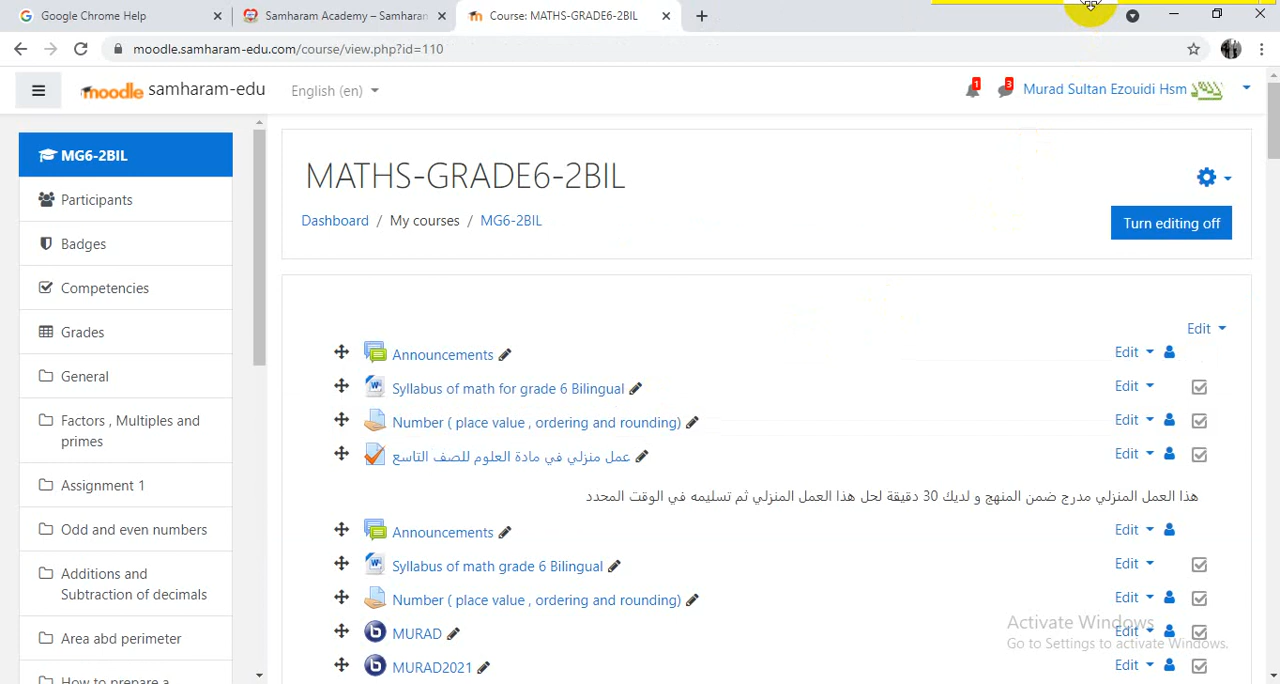 Google Chrome Help
Samharam Academy – Samharam
Course: MATHS-GRADE6-2BIL
moodle.samharam-edu.com/course/view.php?id=110
moodle samharam-edu
English (en)
1
3
Murad Sultan Ezouidi Hsm
MG6-2BIL
Participants
Badges
Competencies
Grades
General
Factors , Multiples and
primes
Assignment 1
Odd and even numbers
Additions and
Subtraction of decimals
Area abd perimeter
How to prepare a
MATHS-GRADE6-2BIL
Dashboard / My courses / MG6-2BIL
Turn editing off
Edit
Announcements Edit
Syllabus of math for grade 6 Bilingual Edit
Number ( place value , ordering and rounding) Edit
عمل منزلي في مادة العلوم للصف التاسع Edit
هذا العمل المنزلي مدرج ضمن المنهج و لديك 30 دقيقة لحل هذا العمل المنزلي ثم تسليمه في الوقت المحدد
Announcements Edit
Syllabus of math grade 6 Bilingual Edit
Number ( place value , ordering and rounding) Edit
MURAD Edit
MURAD2021 Edit
Activate Windows
Go to Settings to activate Windows.